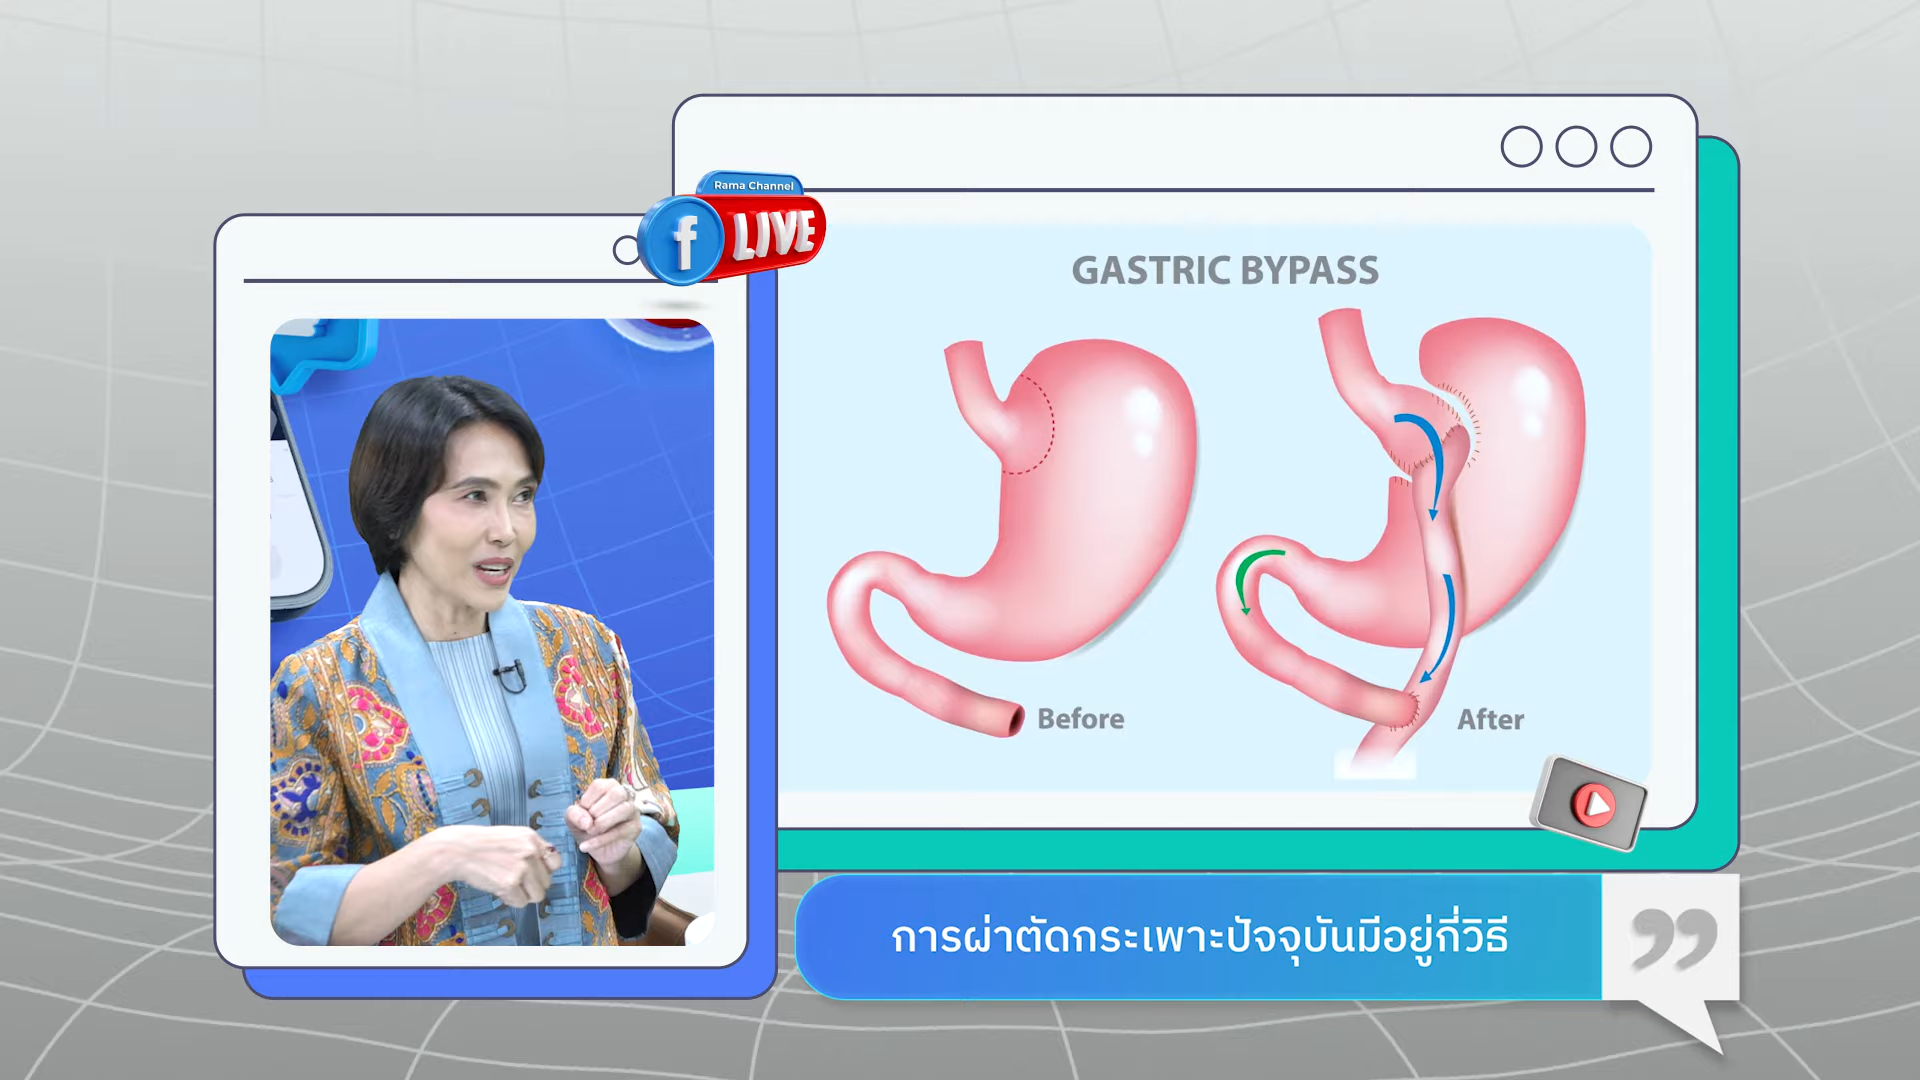 Rama Channel
f LIVE
GASTRIC BYPASS
Before
After
การผ่าตัดกระเพาะปัจจุบันมีอยู่กี่วิธี